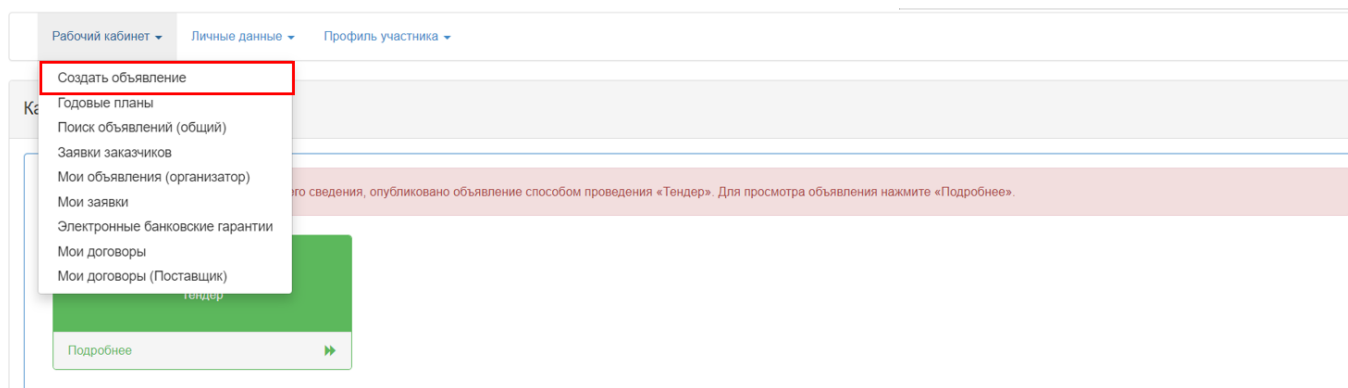 Рабочий кабинет Личные данные Профиль участника
Создать объявление
Годовые планы
Поиск объявлений (общий)
Заявки заказчиков
Мои объявления (организатор)
сведения, опубликовано объявление способом проведения «Тендер». Для просмотра объявления нажмите «Подробнее».
Мои заявки
Электронные банковские гарантии
Мои договоры
Мои договоры (Поставщик)
Тендер
Подробнее